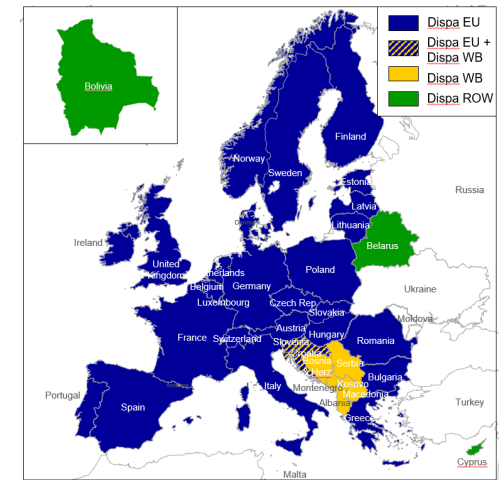 Dispa EU
Dispa EU +
Dispa WB
Dispa WB
Dispa ROW
Bolivia
Finland
Norway
Sweden
Estonia
Russia
Latvia
Lithuania
Ireland
Belarus
United
Kingdom
Poland
Belgium
Germany
Ukraine
Luxembourg
Czech Rep.
Slovakia
Moldova
Austria
France
Switzerland
Hungary
Slovenia
Romania
Croatia
Bosnia
Herz
Serbia
Italy
Montenegro
Kosovo
Bulgaria
Portugal
Spain
Macedonia
Albania
Turkey
Greece
Cyprus
Malta